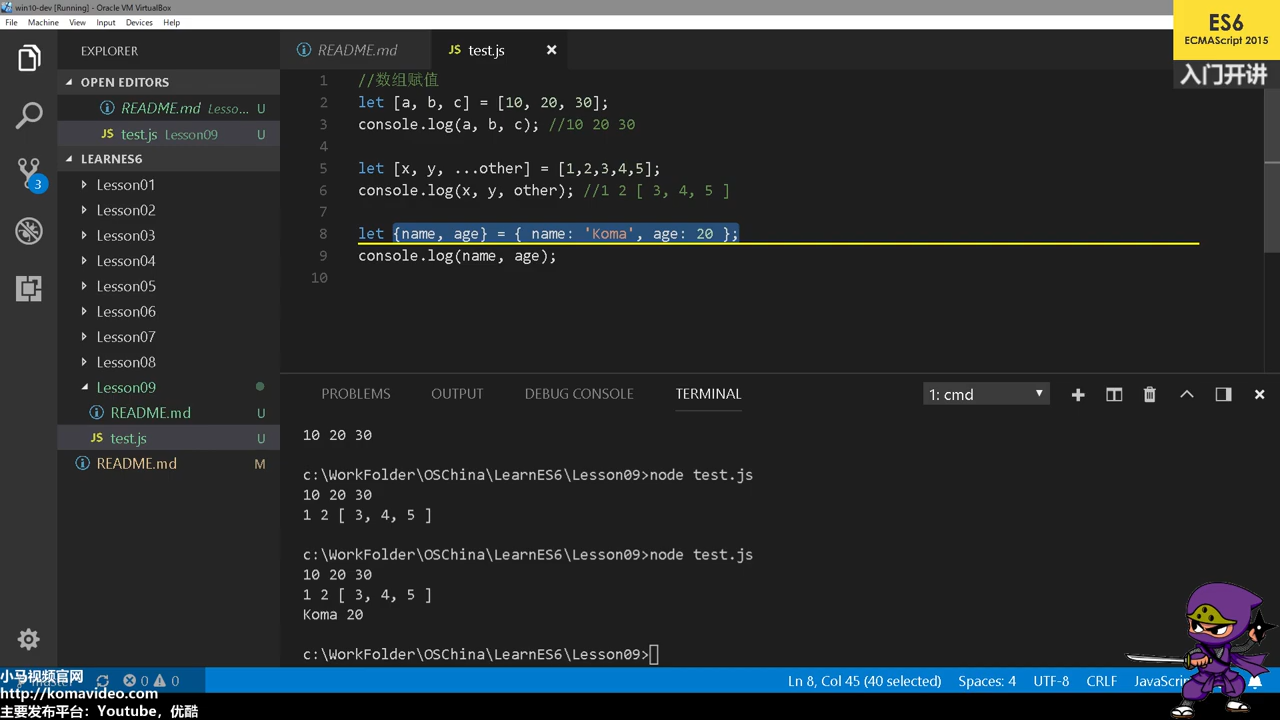 win10-dev [Running] - Oracle VM VirtualBox
File Machine View Input Devices Help
ES6
ECMAScript 2015
入门开讲
EXPLORER
OPEN EDITORS
README.md Lesso... U
test.js Lesson09 U
LEARNES6
Lesson01
Lesson02
Lesson03
Lesson04
Lesson05
Lesson06
Lesson07
Lesson08
Lesson09
README.md U
test.js U
README.md M
3
README.md
JS test.js
1 //数组赋值
2 let [a, b, c] = [10, 20, 30];
3 console.log(a, b, c); //10 20 30
4
5 let [x, y, ...other] = [1,2,3,4,5];
6 console.log(x, y, other); //1 2 [ 3, 4, 5 ]
7
8 let {name, age} = { name: 'Koma', age: 20 };
9 console.log(name, age);
10
PROBLEMS OUTPUT DEBUG CONSOLE TERMINAL 1: cmd
10 20 30
c:\WorkFolder\OSChina\LearnES6\Lesson09>node test.js
10 20 30
1 2 [ 3, 4, 5 ]
c:\WorkFolder\OSChina\LearnES6\Lesson09>node test.js
10 20 30
1 2 [ 3, 4, 5 ]
Koma 20
c:\WorkFolder\OSChina\LearnES6\Lesson09>
0 0 Ln 8, Col 45 (40 selected) Spaces: 4 UTF-8 CRLF
小马视频官网
http://komavideo.com
主要发布平台：Youtube，优酷